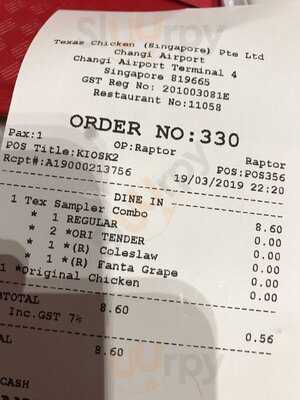 Texas Chicken (Singapore) Pte Ltd
Changi Airport
Changi Airport Terminal 4
Singapore 819665
GST Reg No: 201003081E
Restaurant No:11058
ORDER NO:330
Pax:1 OP:Raptor Raptor
POS Title:KIOSK2 POS:POS356
Rcpt#:A19000213756 19/03/2019 22:20
DINE IN
1 Tex Sampler Combo 8.60
* 1 REGULAR 0.00
* 2 *ORI TENDER 0.00
* 1 *(R) Coleslaw 0.00
* 1 *(R) Fanta Grape 0.00
1 *Original Chicken 0.00
BTOTAL 8.60
Inc.GST 7% 0.56
AL 8.60
CASH